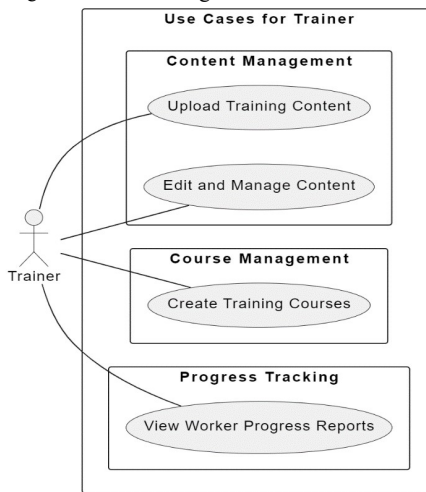 Use Cases for Trainer
Content Management
Upload Training Content
Edit and Manage Content
Trainer
Course Management
Create Training Courses
Progress Tracking
View Worker Progress Reports